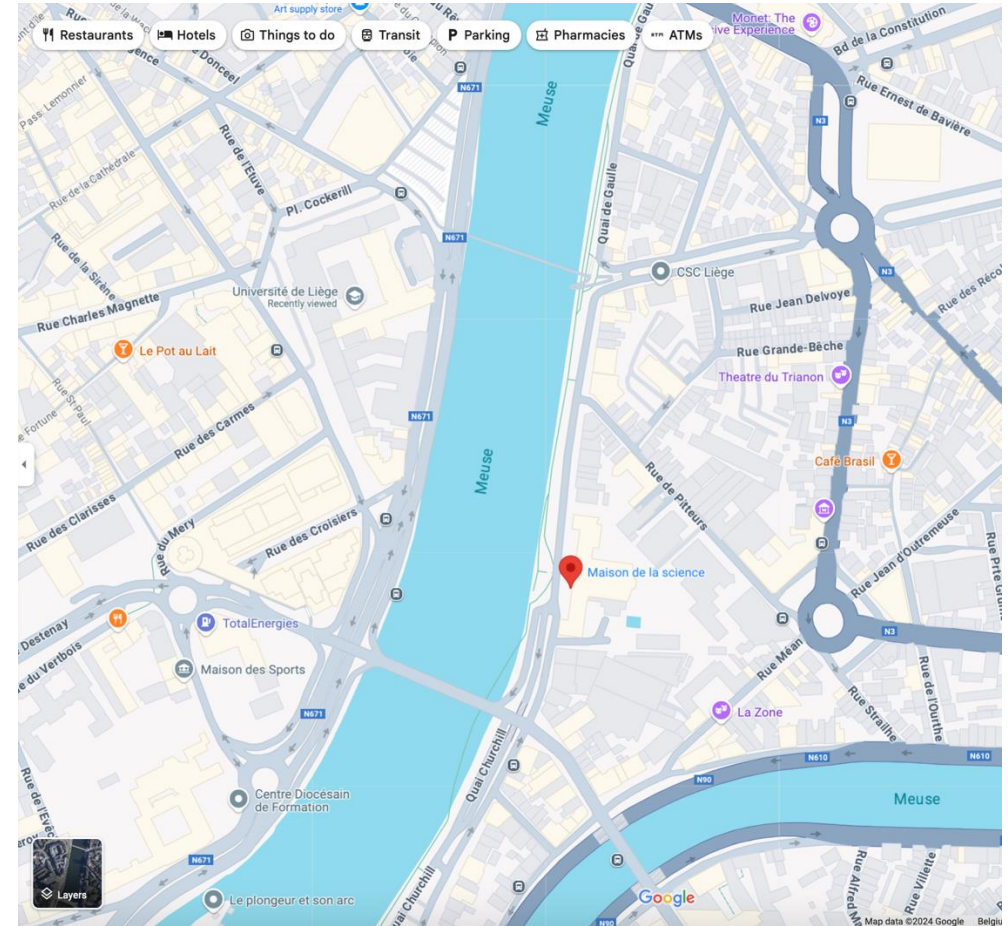 Art supply store
Restaurants
Hotels
Things to do
Transit
P Parking
Pharmacies
ATM ATMs
Monet: The
Bd de la Constitution
Rue Ernest de Bavière
Pass. Lemonnier
Donceel
Rue de la Cathédrale
Rue de l'Etuve
N671
Meuse
N3
Quai de Gaulle
Pl. Cockerill
Rue de la Sirène
N671
CSC Liège
N3
Université de Liège
Recently viewed
Rue Jean Delvoye
Rue Charles Magnette
Le Pot au Lait
Rue Grande-Bêche
Theatre du Trianon
Rue St Paul
N671
N3
Rue des Carmes
Café Brasil
Meuse
Rue de Pitteurs
Rue des Clarisses
Rue du Mery
Rue des Croisiers
Rue Jean d'Outremeuse
Maison de la science
Destenay
TotalEnergies
N3
Rue du Vertbois
Maison des Sports
Rue Méan
Rue de l'Ourthe
N671
La Zone
Rue Strailhe
N610
N610
Quai Churchill
N90
Centre Diocésain
de Formation
Meuse
N671
Layers
Le plongeur et son arc
Quai Churchill
Google
Rue Villette
N90
Map data ©2024 Google